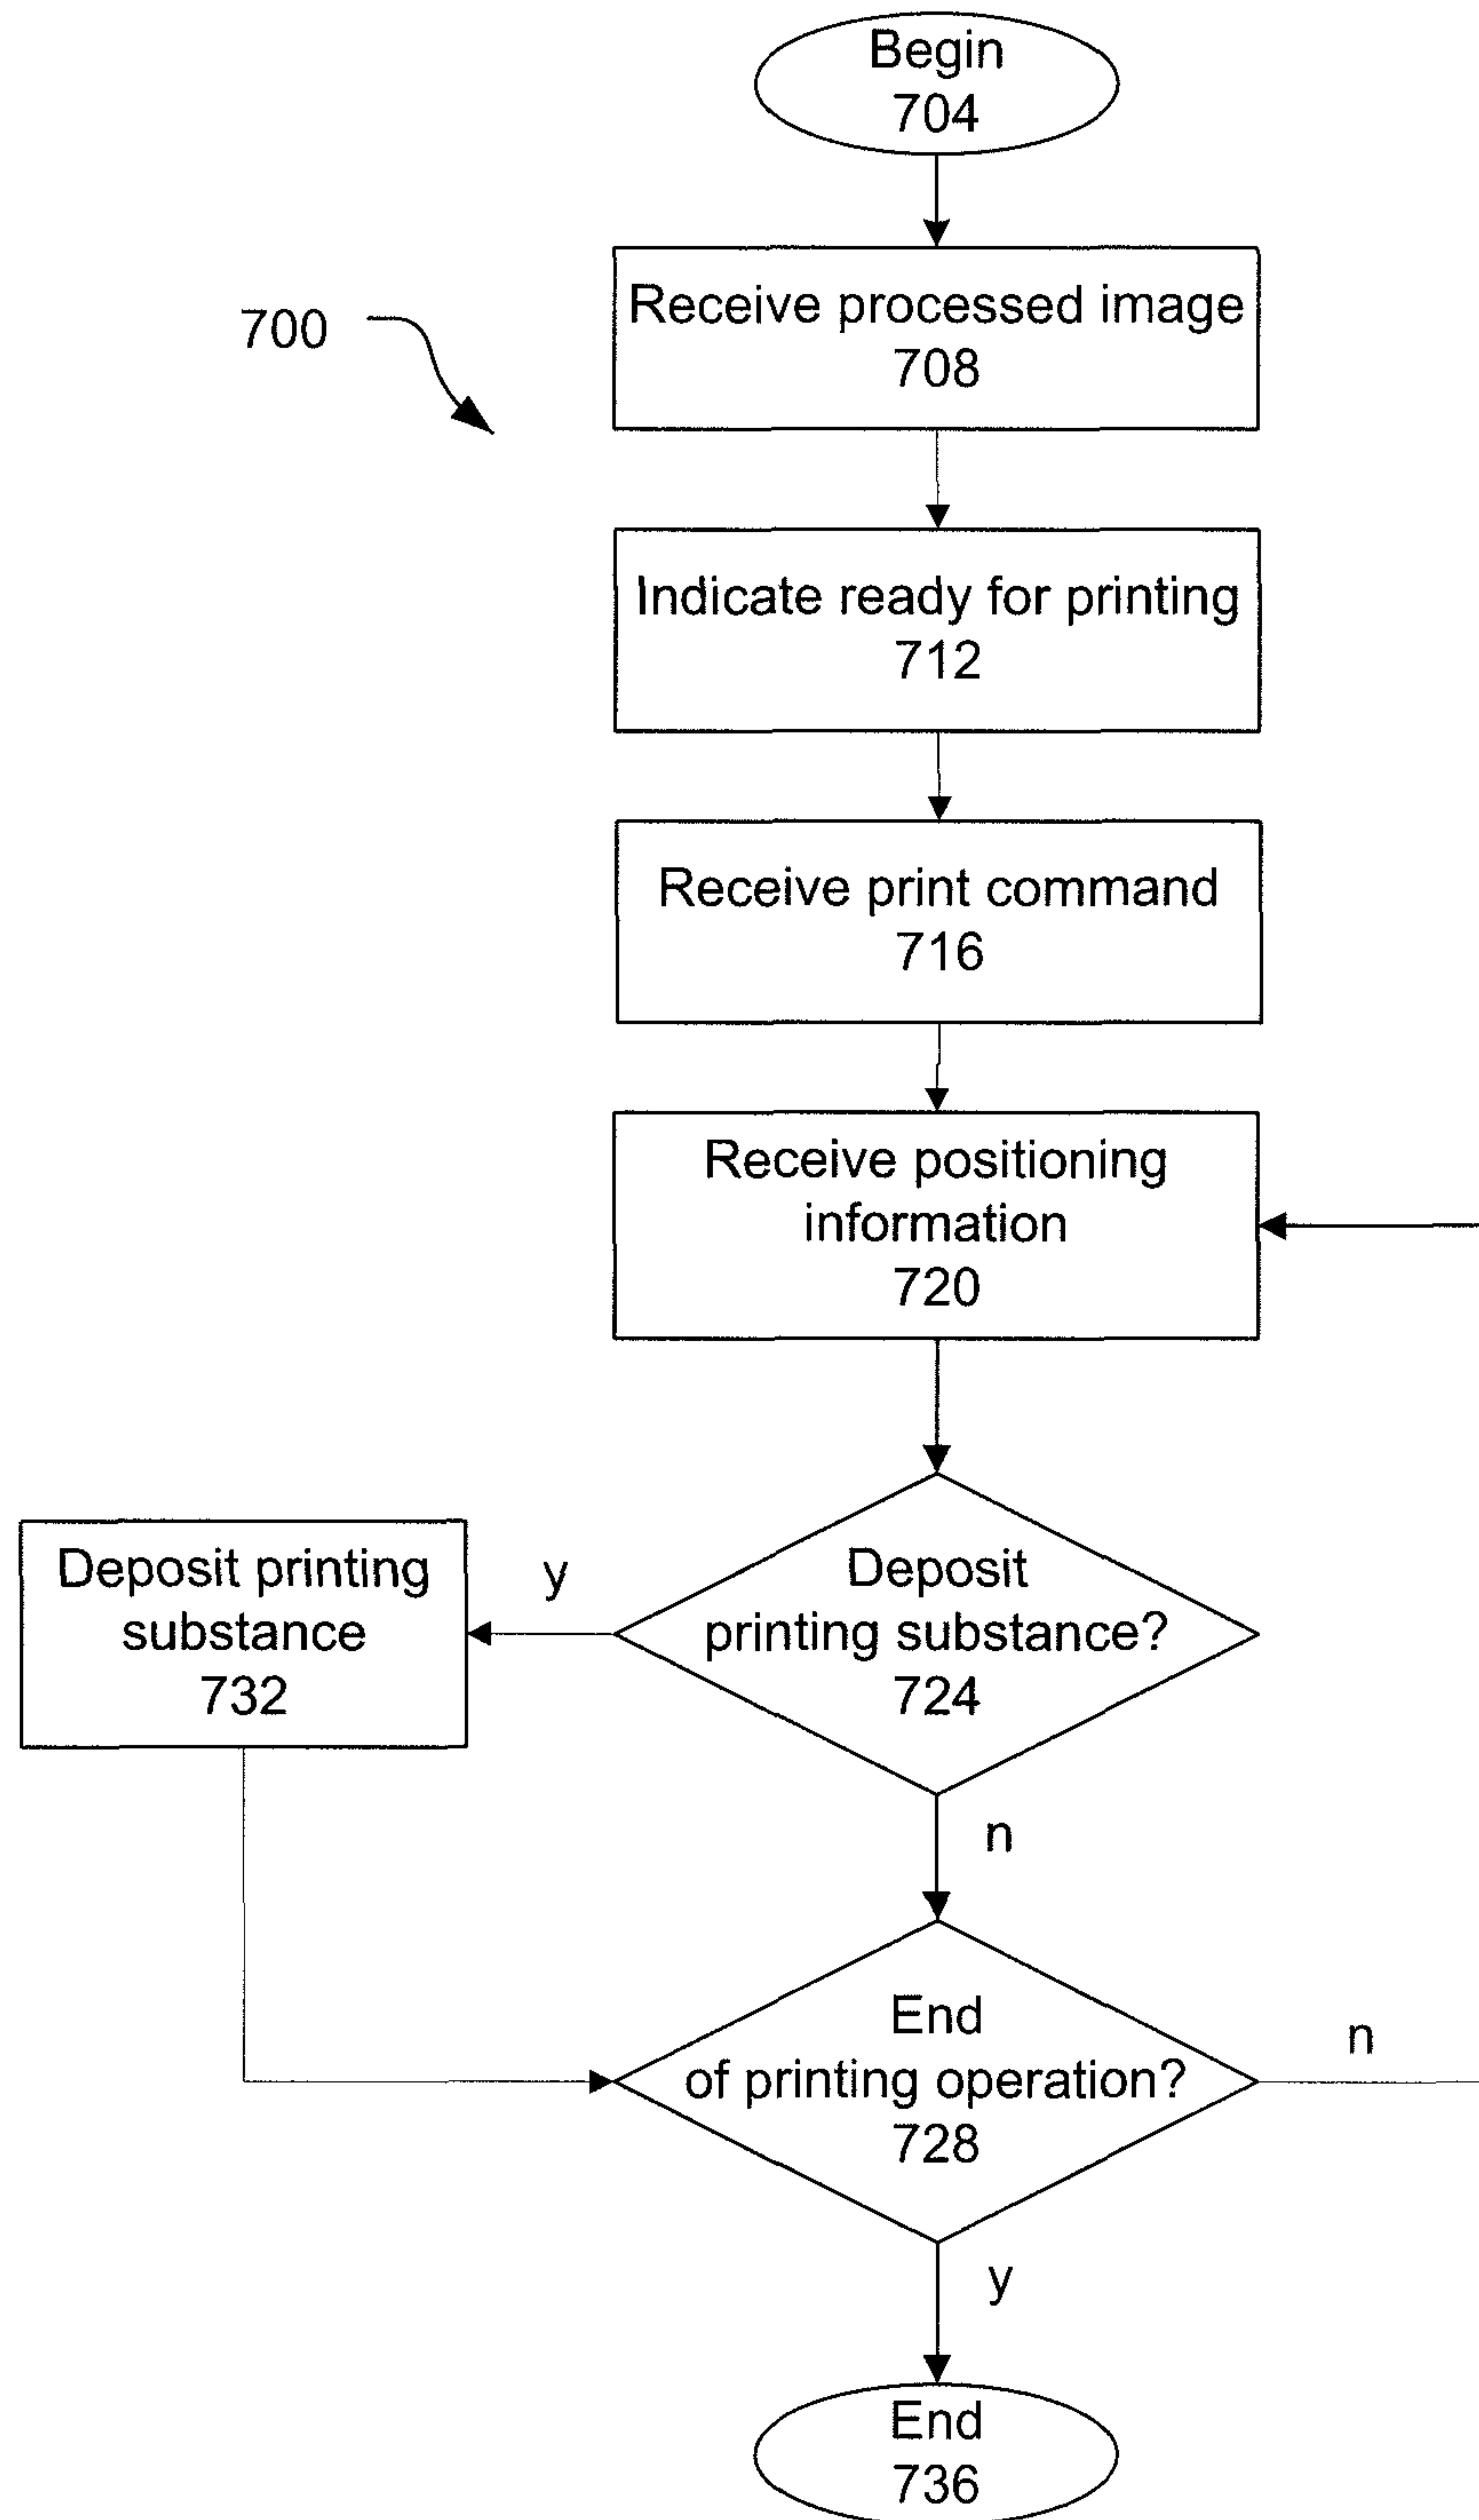 Begin
704
Receive processed image
708
700
Indicate ready for printing
712
Receive print command
716
Receive positioning
information
720
Deposit
printing substance?
724
y
Deposit printing
substance
732
n
End
of printing operation?
728
n
y
End
736